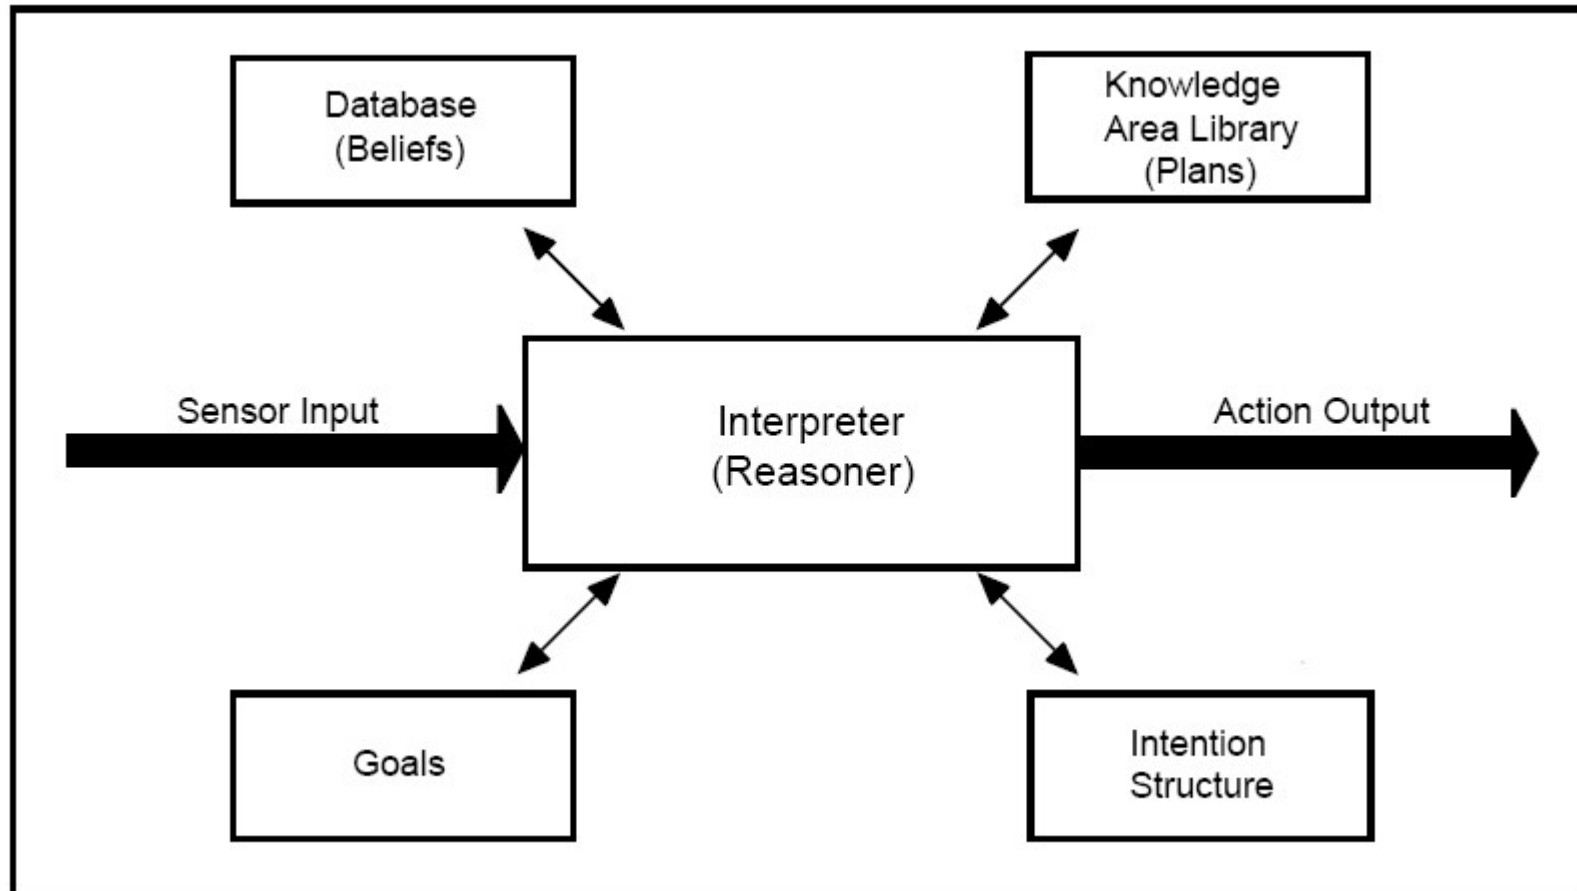 Database
(Beliefs)
Knowledge
Area Library
(Plans)
Sensor Input
Interpreter
(Reasoner)
Action Output
Goals
Intention
Structure